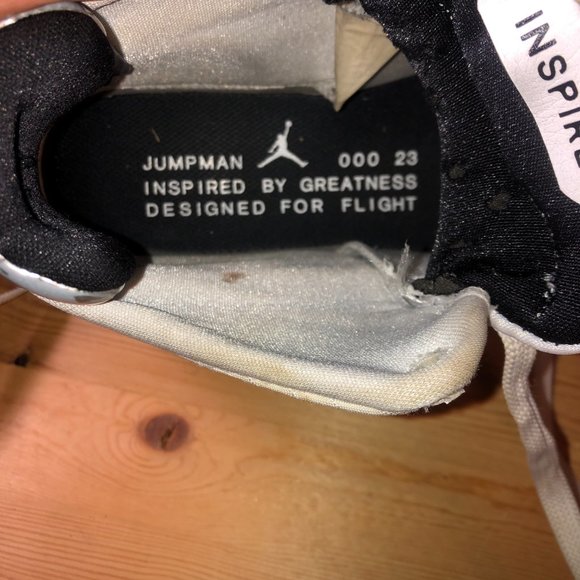 JUMPMAN 000 23
INSPIRED BY GREATNESS
DESIGNED FOR FLIGHT
INSPIRE